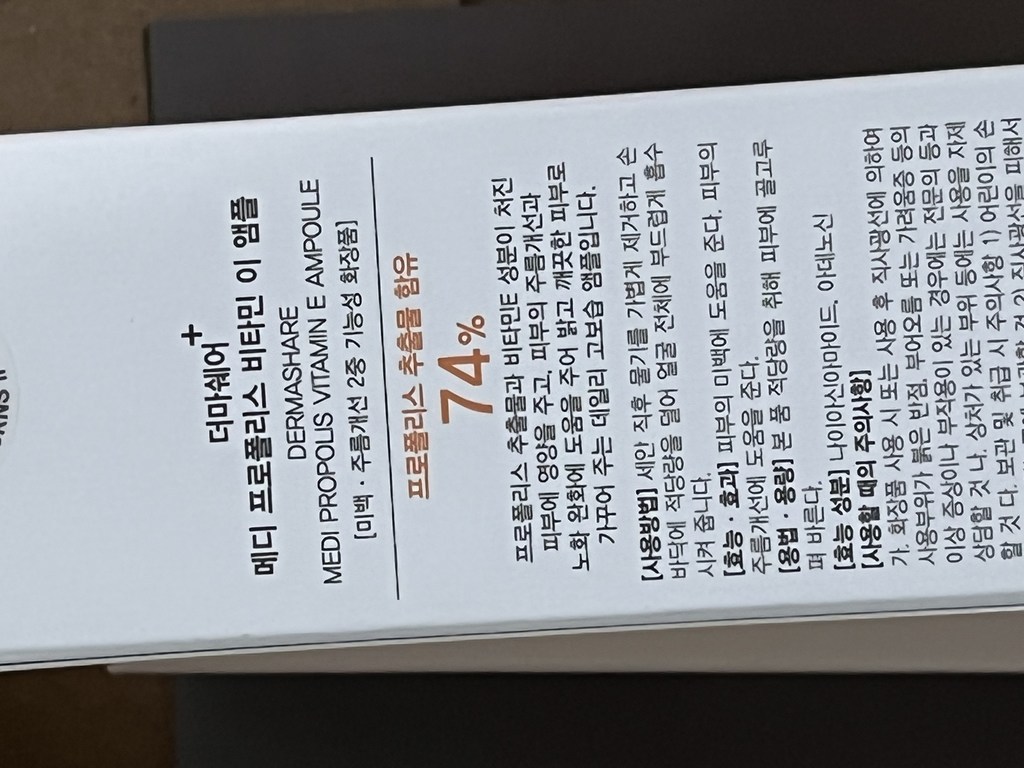 데마쉐어+
메디 프로폴리스 비타민 이 앰플
DERMASHARE
MEDI PROPOLIS VITAMIN E AMPOULE
[미백 · 주름개선 2중 기능성 화장품]
프로폴리스 추출물 함유
74%
프로폴리스 추출물과 비타민E 성분이 처진
피부에 영양을 주고, 피부의 주름개선과
노화 완화에 도움을 주어 밝고 깨끗한 피부로
가꾸어 주는 데일리 고보습 앰플입니다.
[사용방법] 세안 직후 물기를 가볍게 제거하고 손
바닥에 적당량을 덜어 얼굴 전체에 부드럽게 흡수
시켜 줍니다.
[효능 · 효과] 피부의 미백에 도움을 준다. 피부의
주름개선에 도움을 준다.
[용법 · 용량] 본 품 적당량을 취해 피부에 골고루
펴 바른다.
[효능 성분] 나이아신아마이드, 아데노신
[사용할 때의 주의사항]
가. 화장품 사용 시 또는 사용 후 직사광선에 의하여
사용부위가 붉은 반점, 부어오름 또는 가려움증 등의
이상 증상이나 부작용이 있는 경우에는 전문의 등과
상담할 것 나. 상처가 있는 부위 등에는 사용을 자제
할 것 다. 보관 및 취급 시 주의사항 1) 어린이의 손
직사광선을 피해서